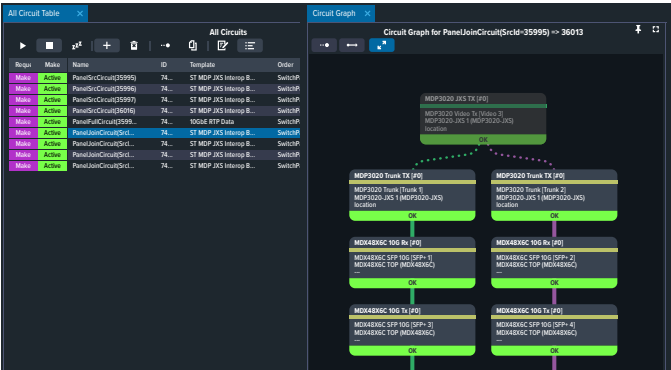 All Circuit Table ×
All Circuits
zzZ
Requ Make Name ID Template Order
Make Active PanelSrcCircuit(35995) 74... ST MDP JXS Interop B... SwitchP
Make Active PanelSrcCircuit(35996) 74... ST MDP JXS Interop B... SwitchP
Make Active PanelSrcCircuit(35997) 74... ST MDP JXS Interop B... SwitchP
Make Active PanelSrcCircuit(36016) 74... ST MDP JXS Interop B... SwitchP
Make Active PanelFullCircuit(3599... 74... 10GbE RTP Data SwitchP
Make Active PanelJoinCircuit(SrcI... 74... ST MDP JXS Interop B... SwitchP
Make Active PanelJoinCircuit(SrcI... 74... ST MDP JXS Interop B... SwitchP
Make Active PanelJoinCircuit(SrcI... 74... ST MDP JXS Interop B... SwitchP
Make Active PanelJoinCircuit(SrcI... 74... ST MDP JXS Interop B... SwitchP
Circuit Graph ×
Circuit Graph for PanelJoinCircuit(SrcId=35995) => 36013
MDP3020 JXS TX [#0]
MDP3020 Video Tx [Video 3]
MDP3020-JXS 1 (MDP3020-JXS)
location
OK
MDP3020 Trunk TX [#0]
MDP3020 Trunk [Trunk 1]
MDP3020-JXS 1 (MDP3020-JXS)
location
OK
MDP3020 Trunk TX [#0]
MDP3020 Trunk [Trunk 2]
MDP3020-JXS 1 (MDP3020-JXS)
location
OK
MDX48X6C 10G Rx [#0]
MDX48X6C SFP 10G [SFP+ 1]
MDX48X6C TOP (MDX48X6C)
---
OK
MDX48X6C 10G Rx [#0]
MDX48X6C SFP 10G [SFP+ 2]
MDX48X6C TOP (MDX48X6C)
---
OK
MDX48X6C 10G Tx [#0]
MDX48X6C SFP 10G [SFP+ 3]
MDX48X6C TOP (MDX48X6C)
---
OK
MDX48X6C 10G Tx [#0]
MDX48X6C SFP 10G [SFP+ 4]
MDX48X6C TOP (MDX48X6C)
---
OK